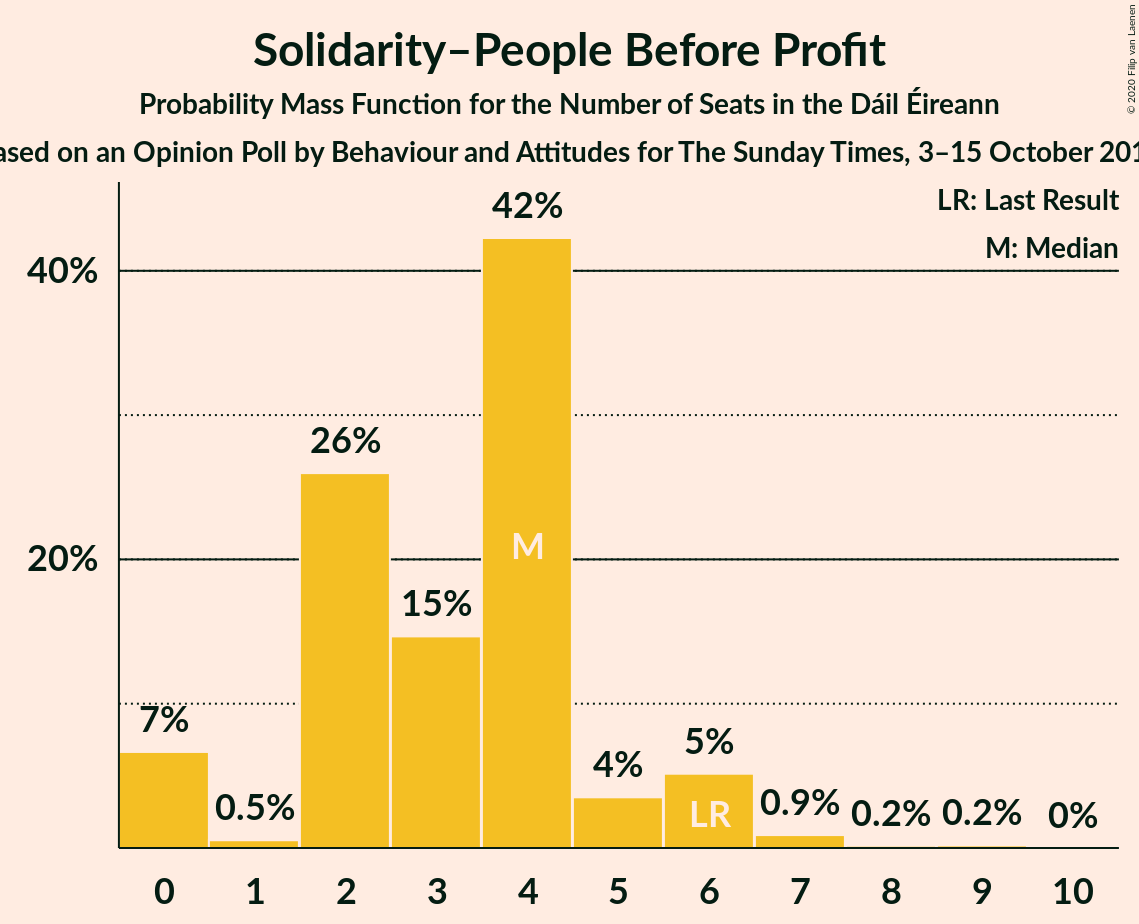 Solidarity–People Before Profit
Probability Mass Function for the Number of Seats in the Dáil Éireann
on an Opinion Poll by Behaviour and Attitudes for The Sunday Times, 3–15 October
© 2020 Filip van Laenen
LR: Last Result
M: Median
42%
40%
26%
M
20%
15%
7%
5%
4%
0.5%
LR
0.9%
0.2%
0.2%
0%
0 1 2 3 4 5 6 7 8 9 10